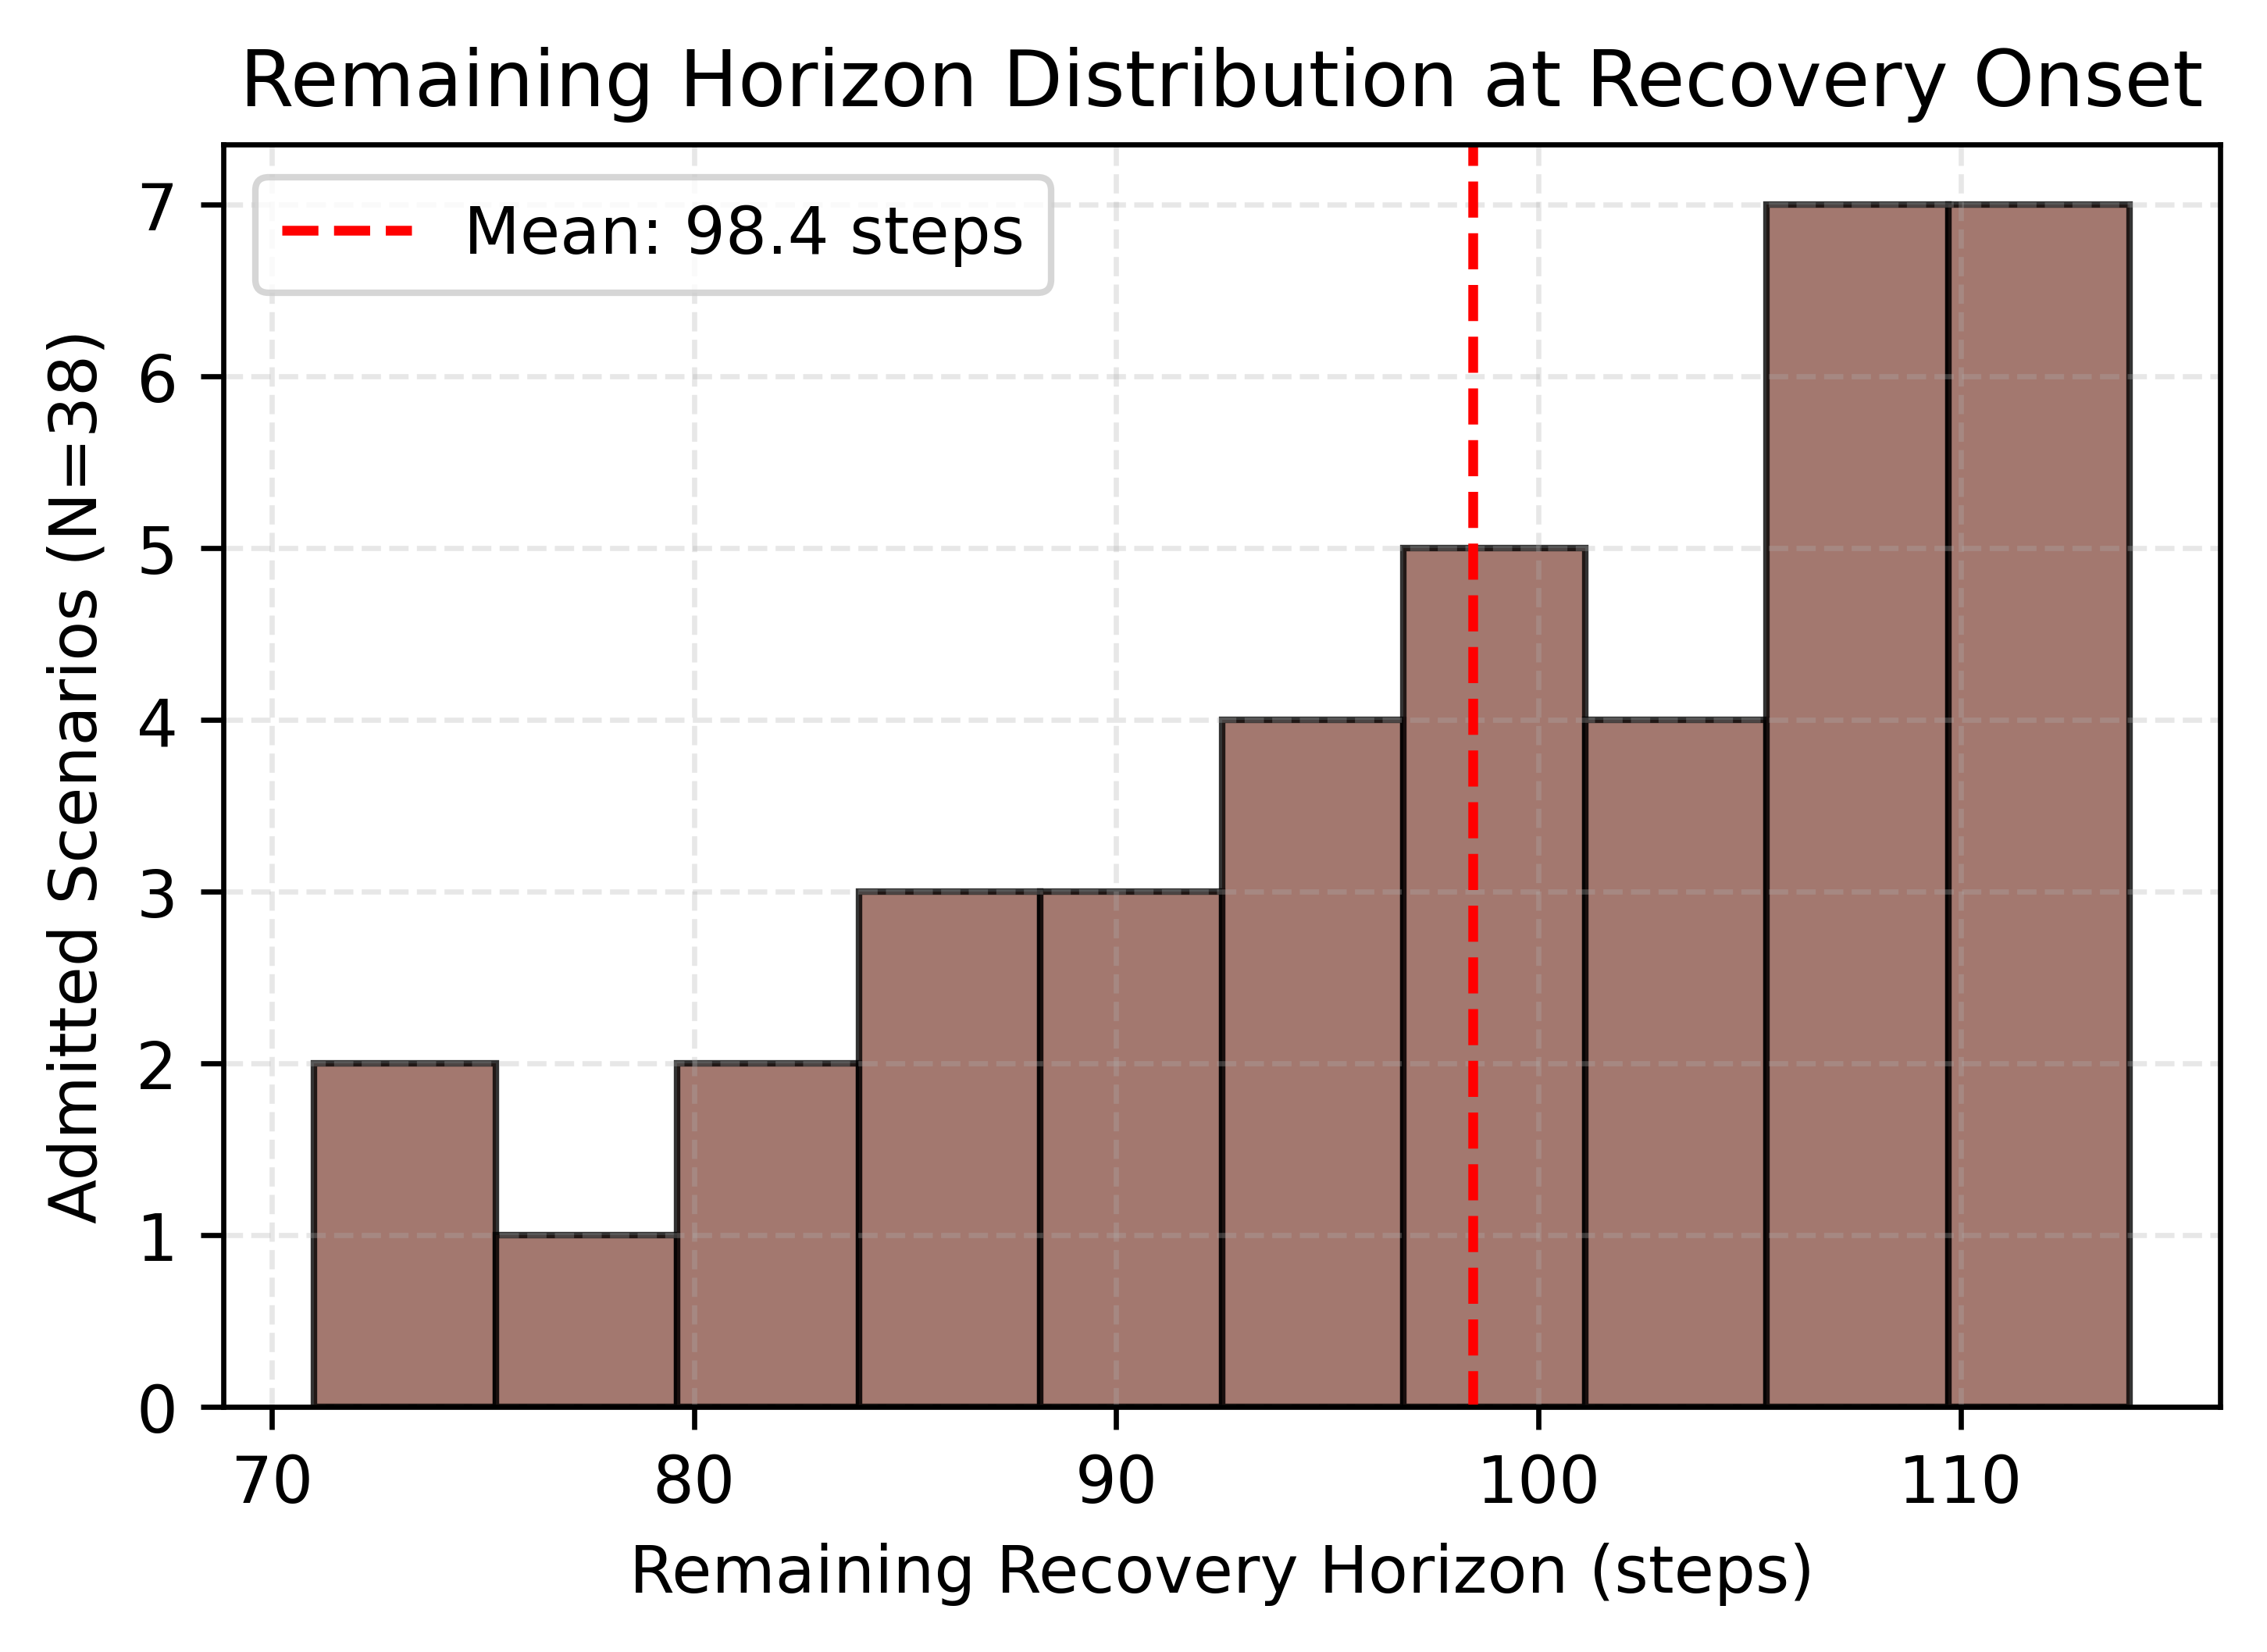 Remaining Horizon Distribution at Recovery Onset
Mean: 98.4 steps
Admitted Scenarios (N=38)
7
6
5
4
3
2
1
0
70 80 90 100 110
Remaining Recovery Horizon (steps)